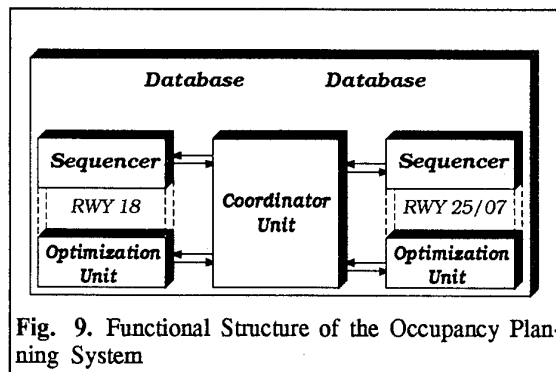 Database Database
Sequencer Sequencer
RWY 18 Coordinator Unit RWY 25/07
Optimization Unit Optimization Unit
Fig. 9. Functional Structure of the Occupancy Plan-
ning System